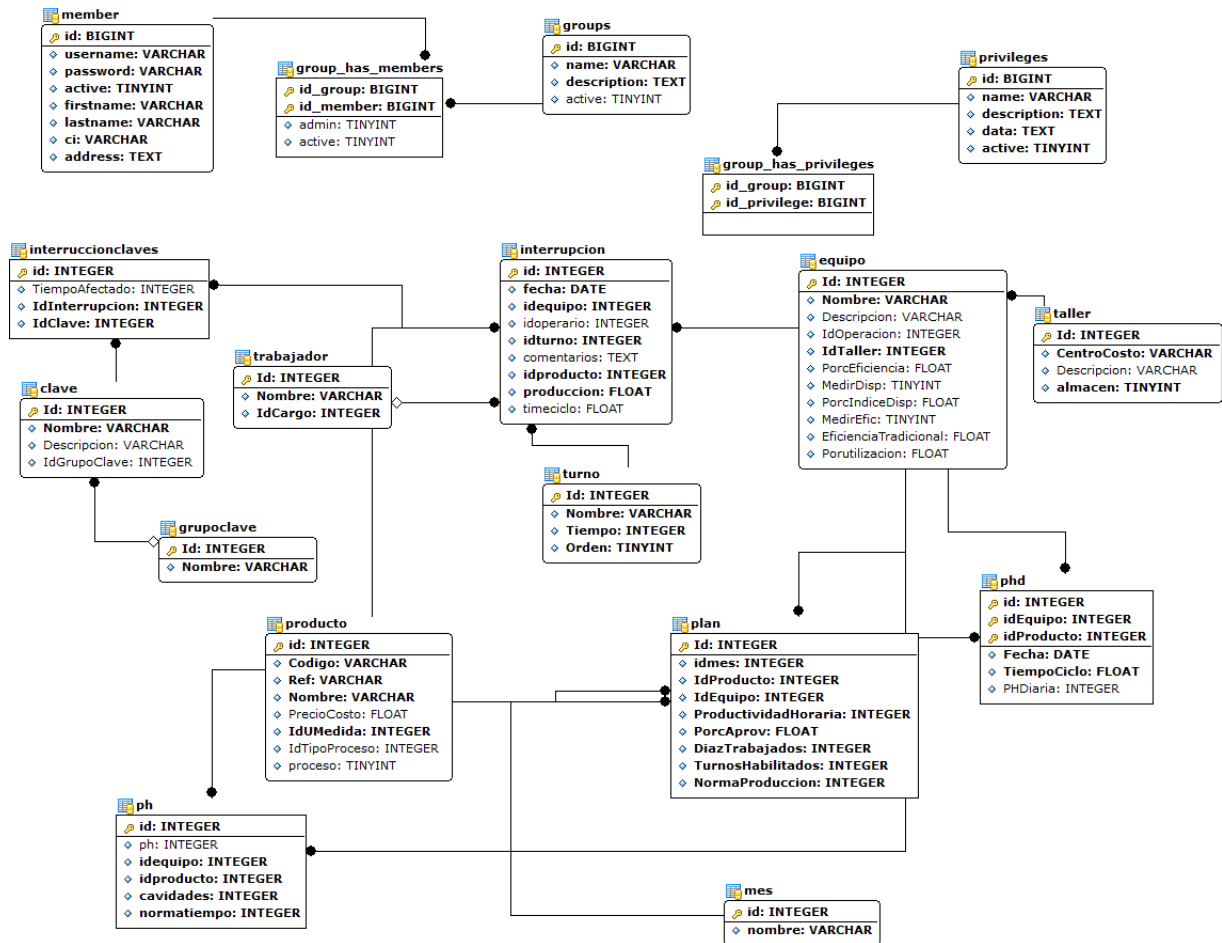 member
id: BIGINT
username: VARCHAR
password: VARCHAR
active: TINYINT
firstname: VARCHAR
lastname: VARCHAR
ci: VARCHAR
address: TEXT
group_has_members
id_group: BIGINT
id_member: BIGINT
admin: TINYINT
active: TINYINT
groups
id: BIGINT
name: VARCHAR
description: TEXT
active: TINYINT
privileges
id: BIGINT
name: VARCHAR
description: TEXT
data: TEXT
active: TINYINT
group_has_privileges
id_group: BIGINT
id_privilege: BIGINT
interruccionclaves
id: INTEGER
TiempoAfectado: INTEGER
IdInterrupcion: INTEGER
IdClave: INTEGER
interrupcion
id: INTEGER
fecha: DATE
idequipo: INTEGER
idoperario: INTEGER
idturno: INTEGER
comentarios: TEXT
idproducto: INTEGER
produccion: FLOAT
timeciclo: FLOAT
equipo
Id: INTEGER
Nombre: VARCHAR
Descripcion: VARCHAR
IdOperacion: INTEGER
IdTaller: INTEGER
PorcEficiencia: FLOAT
MedirDisp: TINYINT
PorcIndiceDisp: FLOAT
MedirEfic: TINYINT
EficienciaTradicional: FLOAT
Porutilizacion: FLOAT
taller
Id: INTEGER
CentroCosto: VARCHAR
Descripcion: VARCHAR
almacen: TINYINT
trabajador
Id: INTEGER
Nombre: VARCHAR
IdCargo: INTEGER
clave
Id: INTEGER
Nombre: VARCHAR
Descripcion: VARCHAR
IdGrupoClave: INTEGER
turno
Id: INTEGER
Nombre: VARCHAR
Tiempo: INTEGER
Orden: TINYINT
grupoclave
Id: INTEGER
Nombre: VARCHAR
phd
id: INTEGER
idEquipo: INTEGER
idProducto: INTEGER
Fecha: DATE
TiempoCiclo: FLOAT
PHDiaria: INTEGER
producto
id: INTEGER
Codigo: VARCHAR
Ref: VARCHAR
Nombre: VARCHAR
PrecioCosto: FLOAT
IdUMedida: INTEGER
IdTipoProceso: INTEGER
proceso: TINYINT
plan
Id: INTEGER
idmes: INTEGER
IdProducto: INTEGER
IdEquipo: INTEGER
ProductividadHoraria: INTEGER
PorcAprov: FLOAT
DiazTrabajados: INTEGER
TurnosHabilitados: INTEGER
NormaProduccion: INTEGER
ph
id: INTEGER
ph: INTEGER
idequipo: INTEGER
idproducto: INTEGER
cavidades: INTEGER
normatiempo: INTEGER
mes
id: INTEGER
nombre: VARCHAR